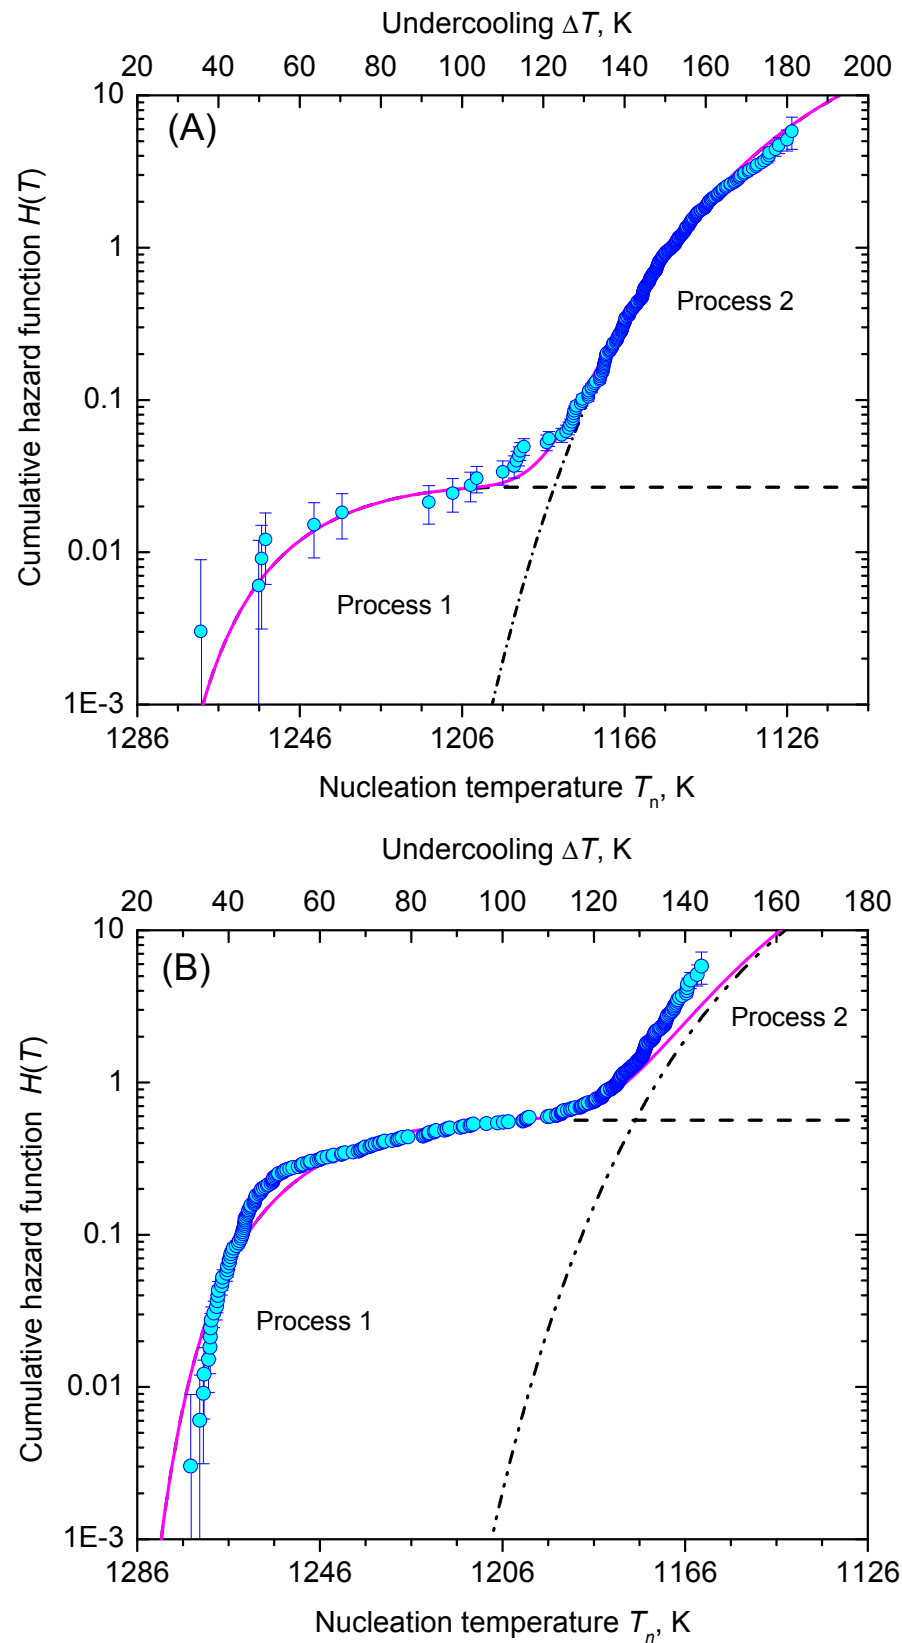 Undercooling ΔT, K
20 40 60 80 100 120 140 160 180 200
(A)
10
1
0.1
0.01
1E-3
Cumulative hazard function H(T)
Process 2
Process 1
1286 1246 1206 1166 1126
Nucleation temperature Tn, K
Undercooling ΔT, K
20 40 60 80 100 120 140 160 180
(B)
10
1
0.1
0.01
1E-3
Cumulative hazard function H(T)
Process 2
Process 1
1286 1246 1206 1166 1126
Nucleation temperature Tn, K